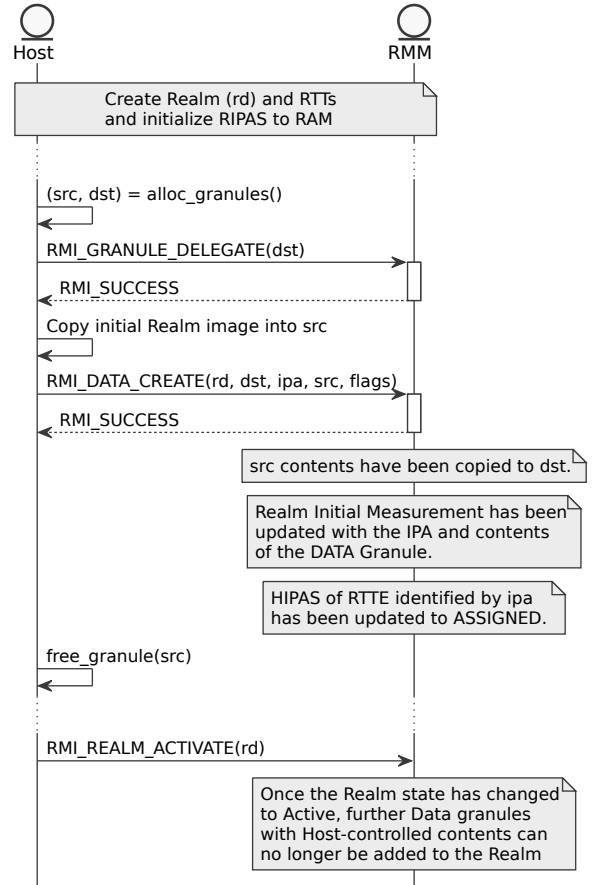 Host
RMM
Create Realm (rd) and RTTs
and initialize RIPAS to RAM
(src, dst) = alloc_granules()
RMI_GRANULE_DELEGATE(dst)
RMI_SUCCESS
Copy initial Realm image into src
RMI_DATA_CREATE(rd, dst, ipa, src, flags)
RMI_SUCCESS
src contents have been copied to dst.
Realm Initial Measurement has been
updated with the IPA and contents
of the DATA Granule.
HIPAS of RTTE identified by ipa
has been updated to ASSIGNED.
free_granule(src)
RMI_REALM_ACTIVATE(rd)
Once the Realm state has changed
to Active, further Data granules
with Host-controlled contents can
no longer be added to the Realm